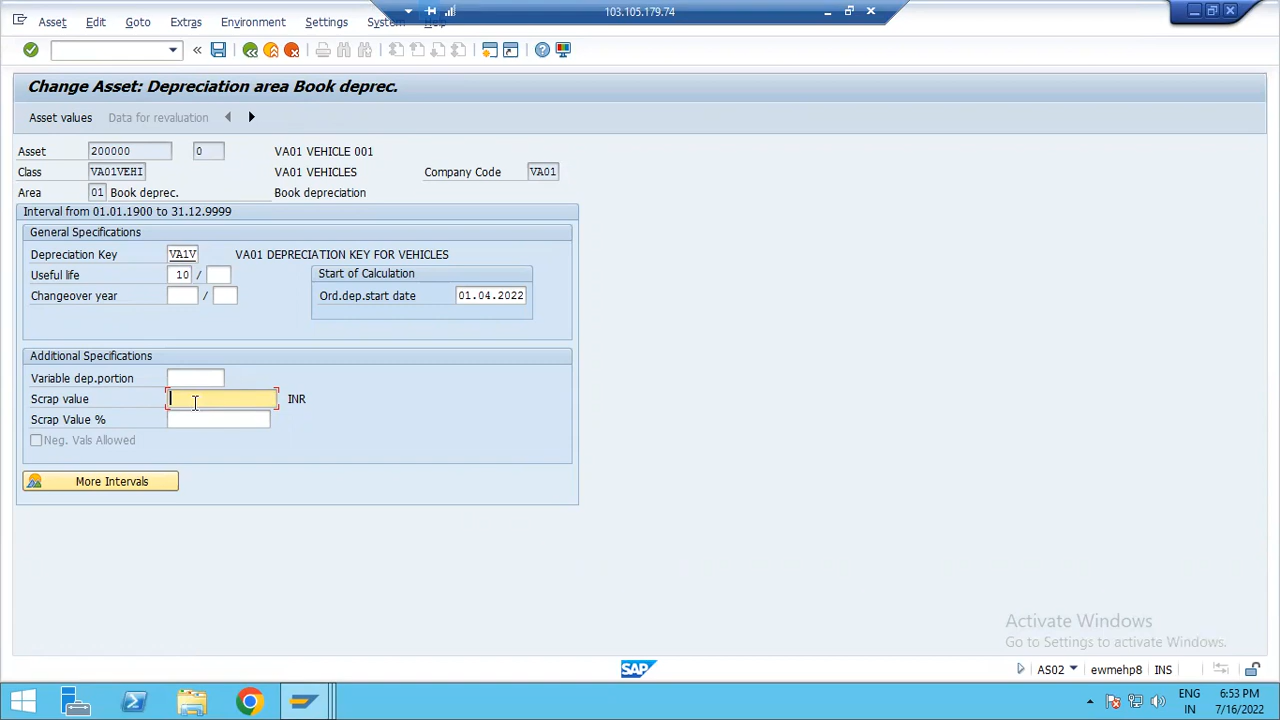 103.105.179.74
Asset Edit Goto Extras Environment Settings System Help
Change Asset: Depreciation area Book deprec.
Asset values Data for revaluation
Asset 200000 0 VA01 VEHICLE 001
Class VA01VEHI VA01 VEHICLES Company Code VA01
Area 01 Book deprec. Book depreciation
Interval from 01.01.1900 to 31.12.9999
General Specifications
Depreciation Key VA1V VA01 DEPRECIATION KEY FOR VEHICLES
Useful life 10 / Start of Calculation
Changeover year / Ord.dep.start date 01.04.2022
Additional Specifications
Variable dep.portion
Scrap value INR
Scrap Value %
Neg. Vals Allowed
More Intervals
Activate Windows
Go to Settings to activate Windows.
SAP AS02 ewmehp8 INS
ENG 6:53 PM
IN 7/16/2022